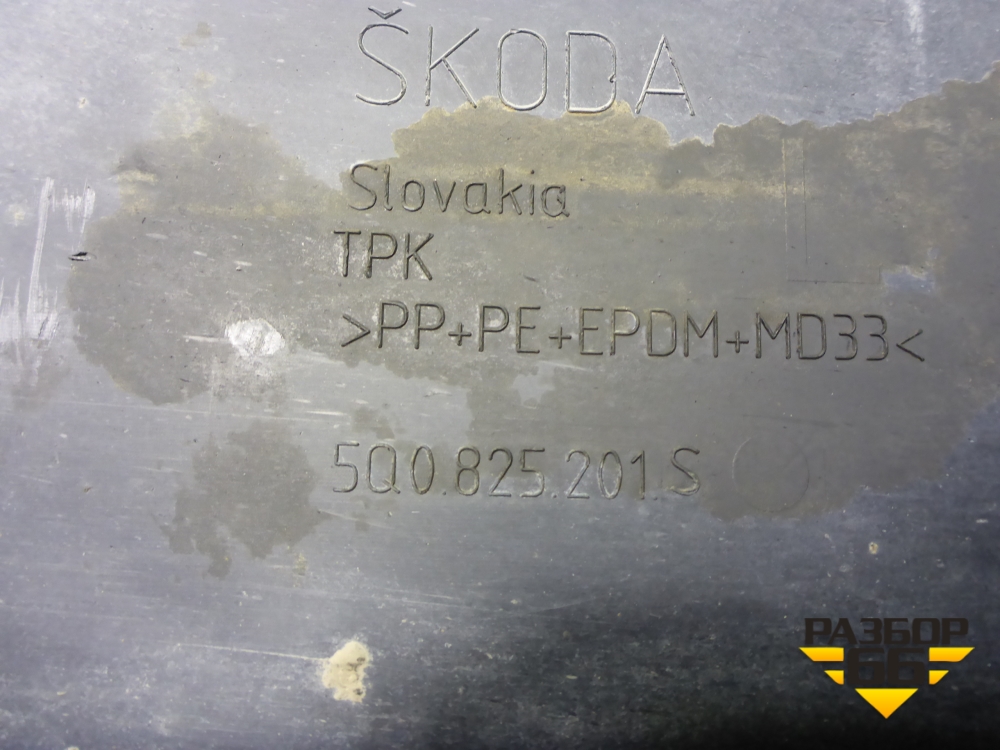 ŠKODA
Slovakia
TPK
>PP+PE+EPDM+MD33<
5Q0.825.201.S
РАЗБОР
66